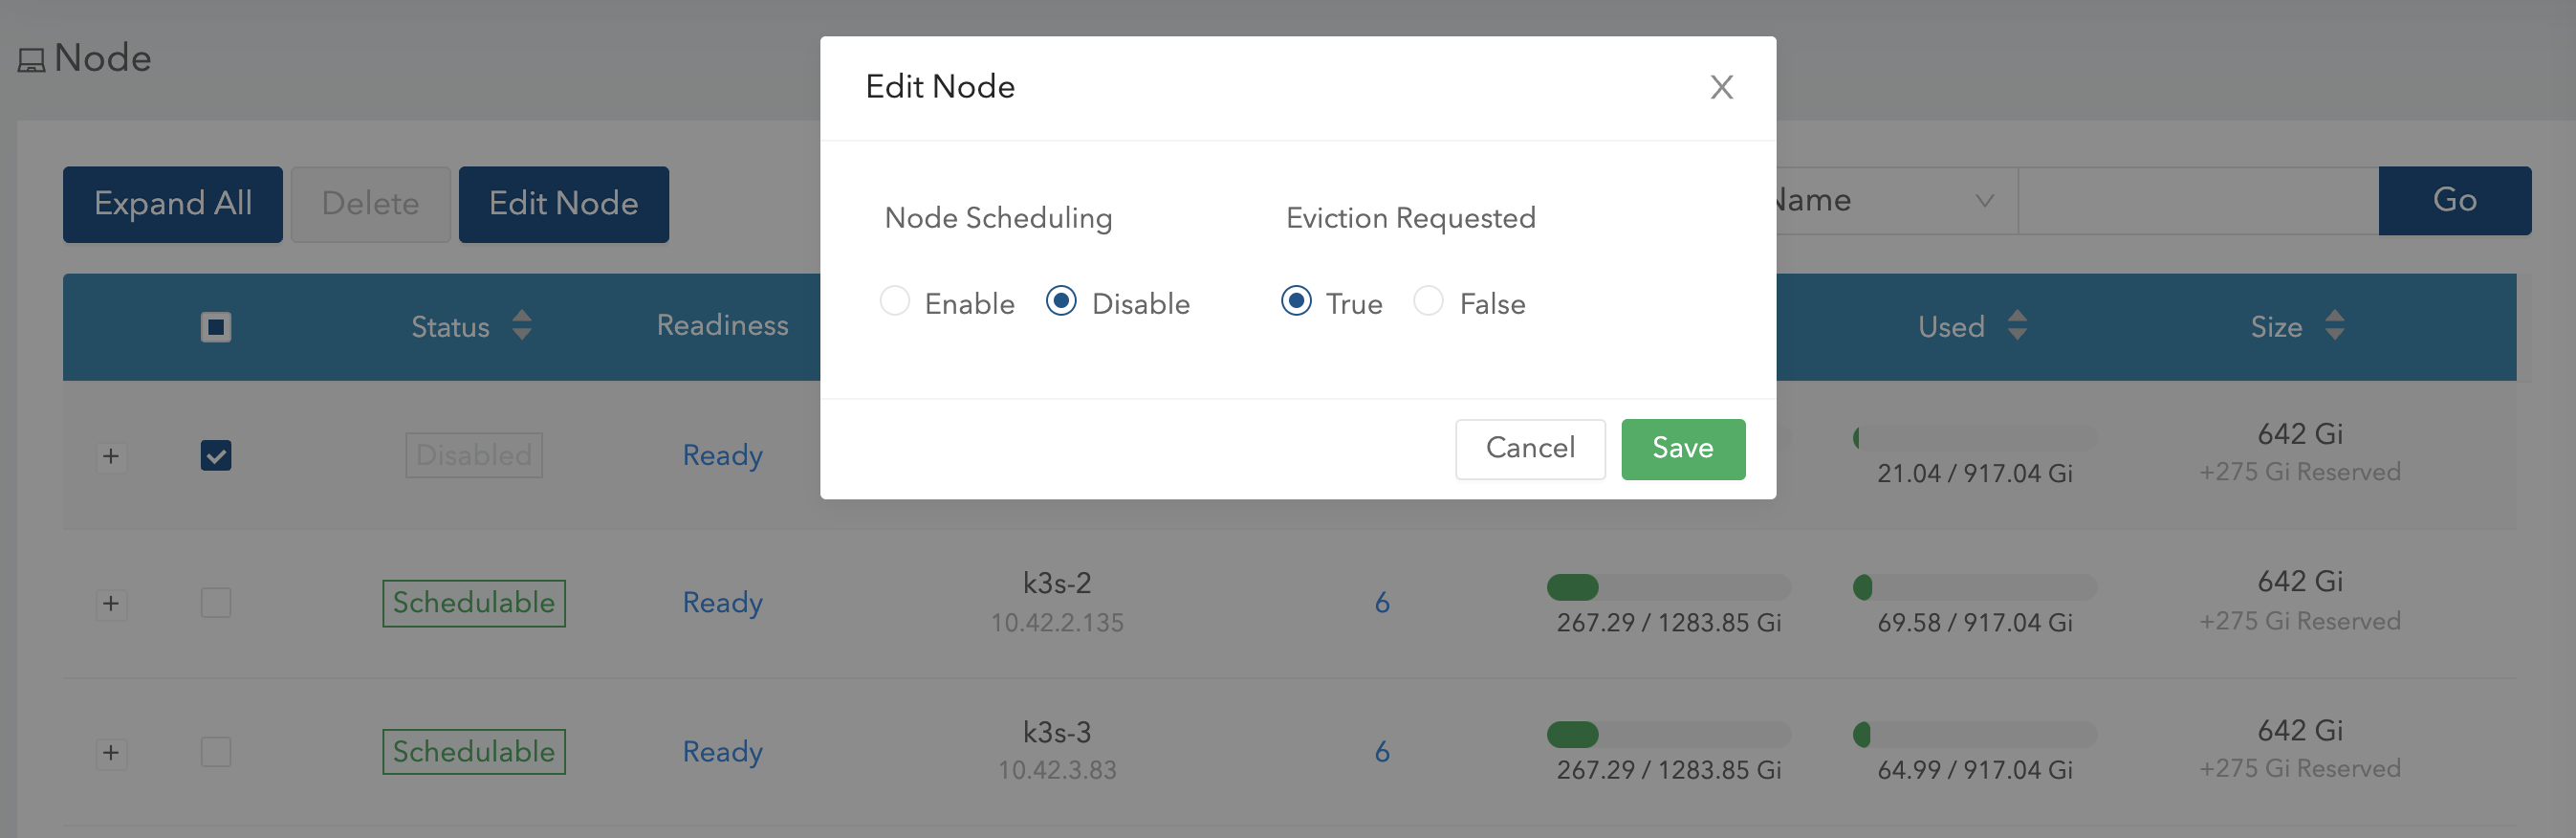 Node
Edit Node
X
Expand All
Delete
Edit Node
Node Scheduling
Eviction Requested
Name
Go
Enable
Disable
True
False
Status
Readiness
Used
Size
Cancel
Save
Disabled
Ready
21.04 / 917.04 Gi
642 Gi
+275 Gi Reserved
Schedulable
Ready
k3s-2
10.42.2.135
6
267.29 / 1283.85 Gi
69.58 / 917.04 Gi
642 Gi
+275 Gi Reserved
Schedulable
Ready
k3s-3
10.42.3.83
6
267.29 / 1283.85 Gi
64.99 / 917.04 Gi
642 Gi
+275 Gi Reserved